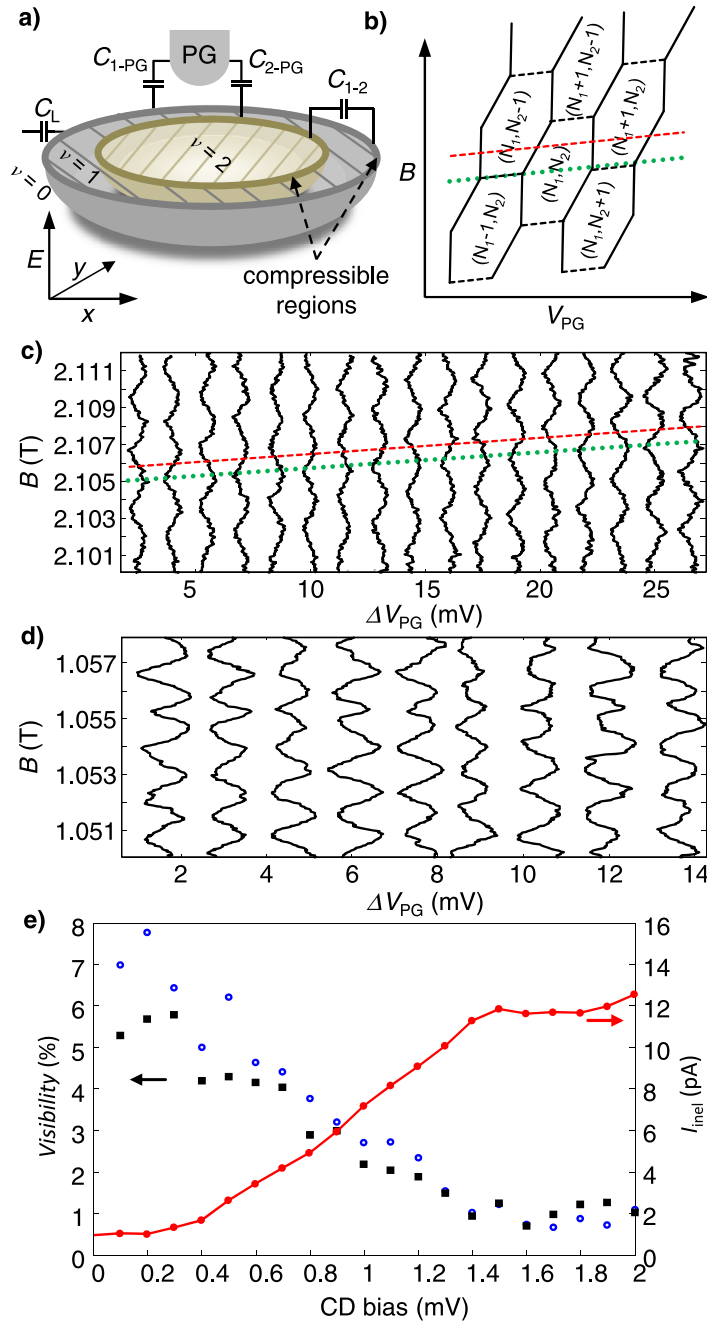 a)
PG
C1-PG
C2-PG
C1-2
CL
ν = 2
ν = 1
ν = 0
E
y
x
compressible
regions
b)
B
(N1,N2-1)
(N1+1,N2-1)
(N1-1,N2)
(N1,N2)
(N1+1,N2)
(N1,N2+1)
VPG
c)
B (T)
2.111
2.109
2.107
2.105
2.103
2.101
5 10 15 20 25
ΔVPG (mV)
d)
B (T)
1.057
1.055
1.053
1.051
2 4 6 8 10 12 14
ΔVPG (mV)
e)
Visibility (%)
8
7
6
5
4
3
2
1
0
16
14
12
10
8
6
4
2
0
Iinel (pA)
0 0.2 0.4 0.6 0.8 1 1.2 1.4 1.6 1.8 2
CD bias (mV)